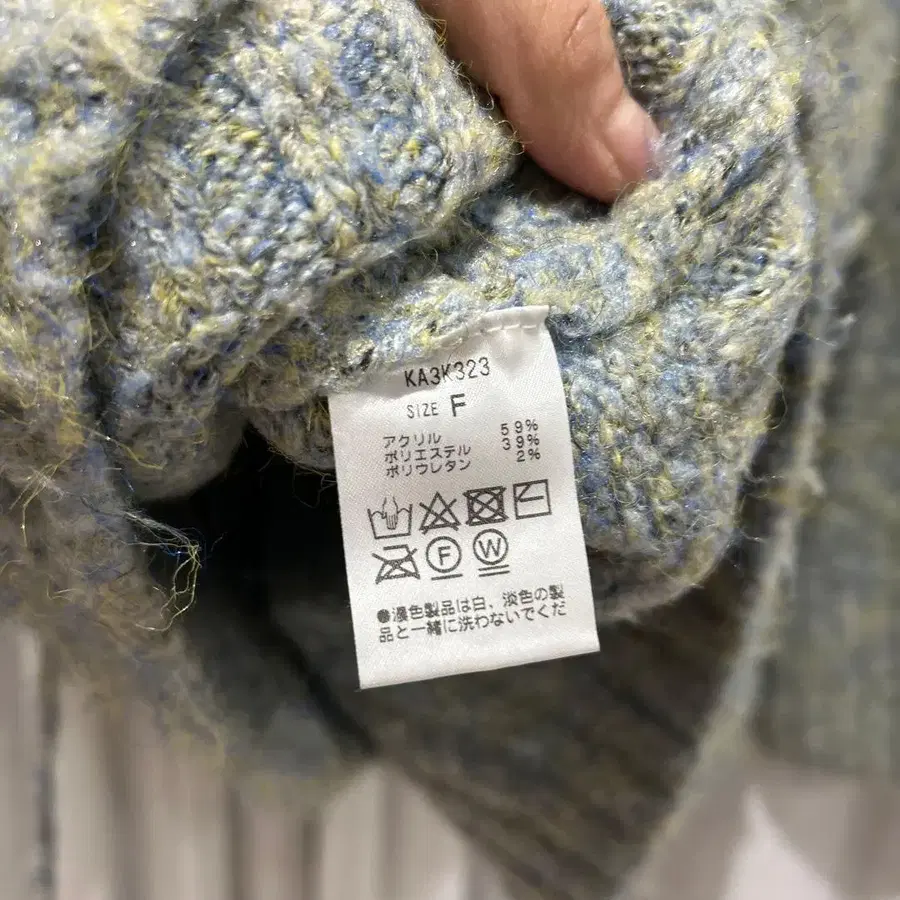 KA3K323
SIZE F
アクリル 59%
ポリエステル 39%
ポリウレタン 2%
F W
●濃色製品は白、淡色の製
品と一緒に洗わないでくだ